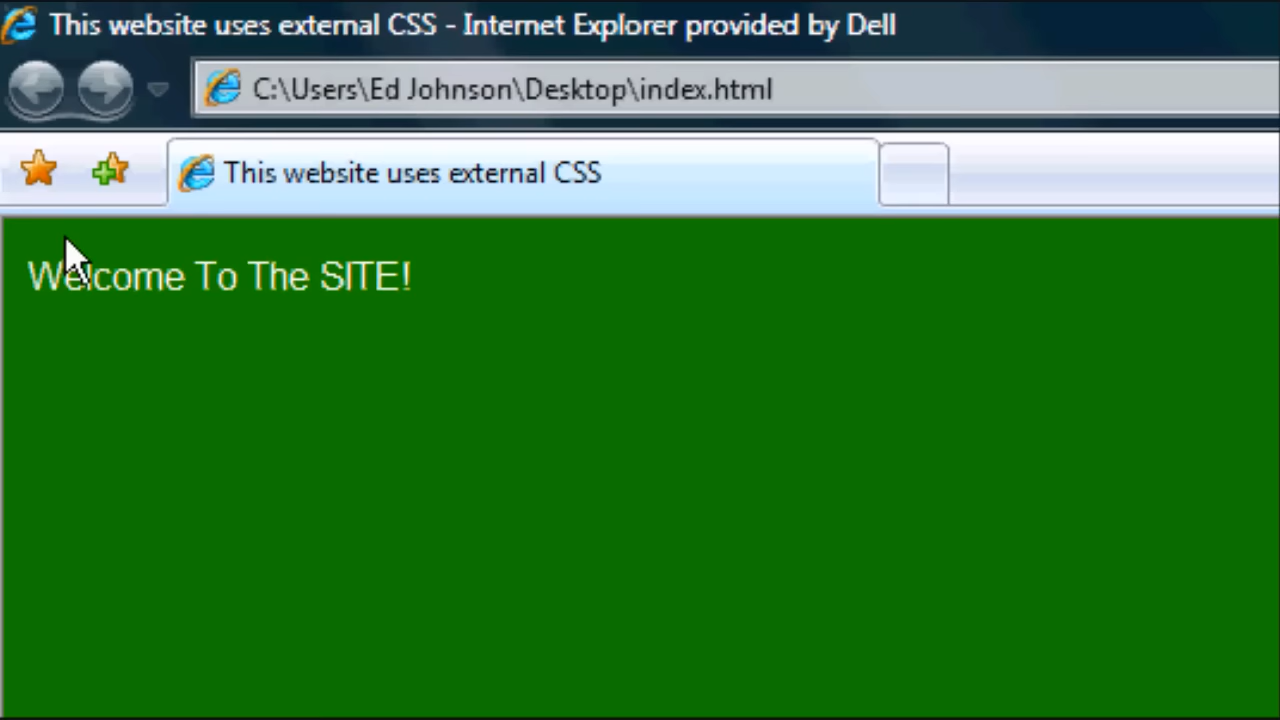 This website uses external CSS - Internet Explorer provided by Dell
C:\Users\Ed Johnson\Desktop\index.html
This website uses external CSS
Welcome To The SITE!